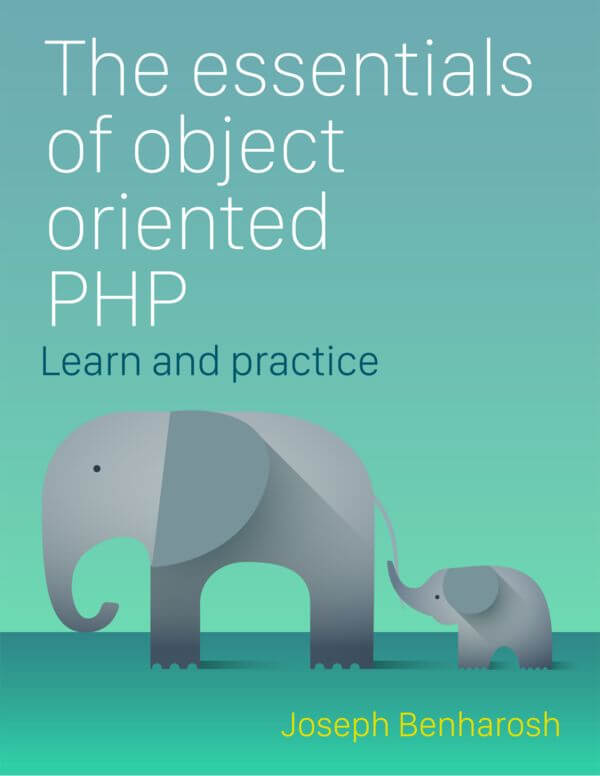 The essentials
of object
oriented
PHP
Learn and practice
Joseph Benharosh